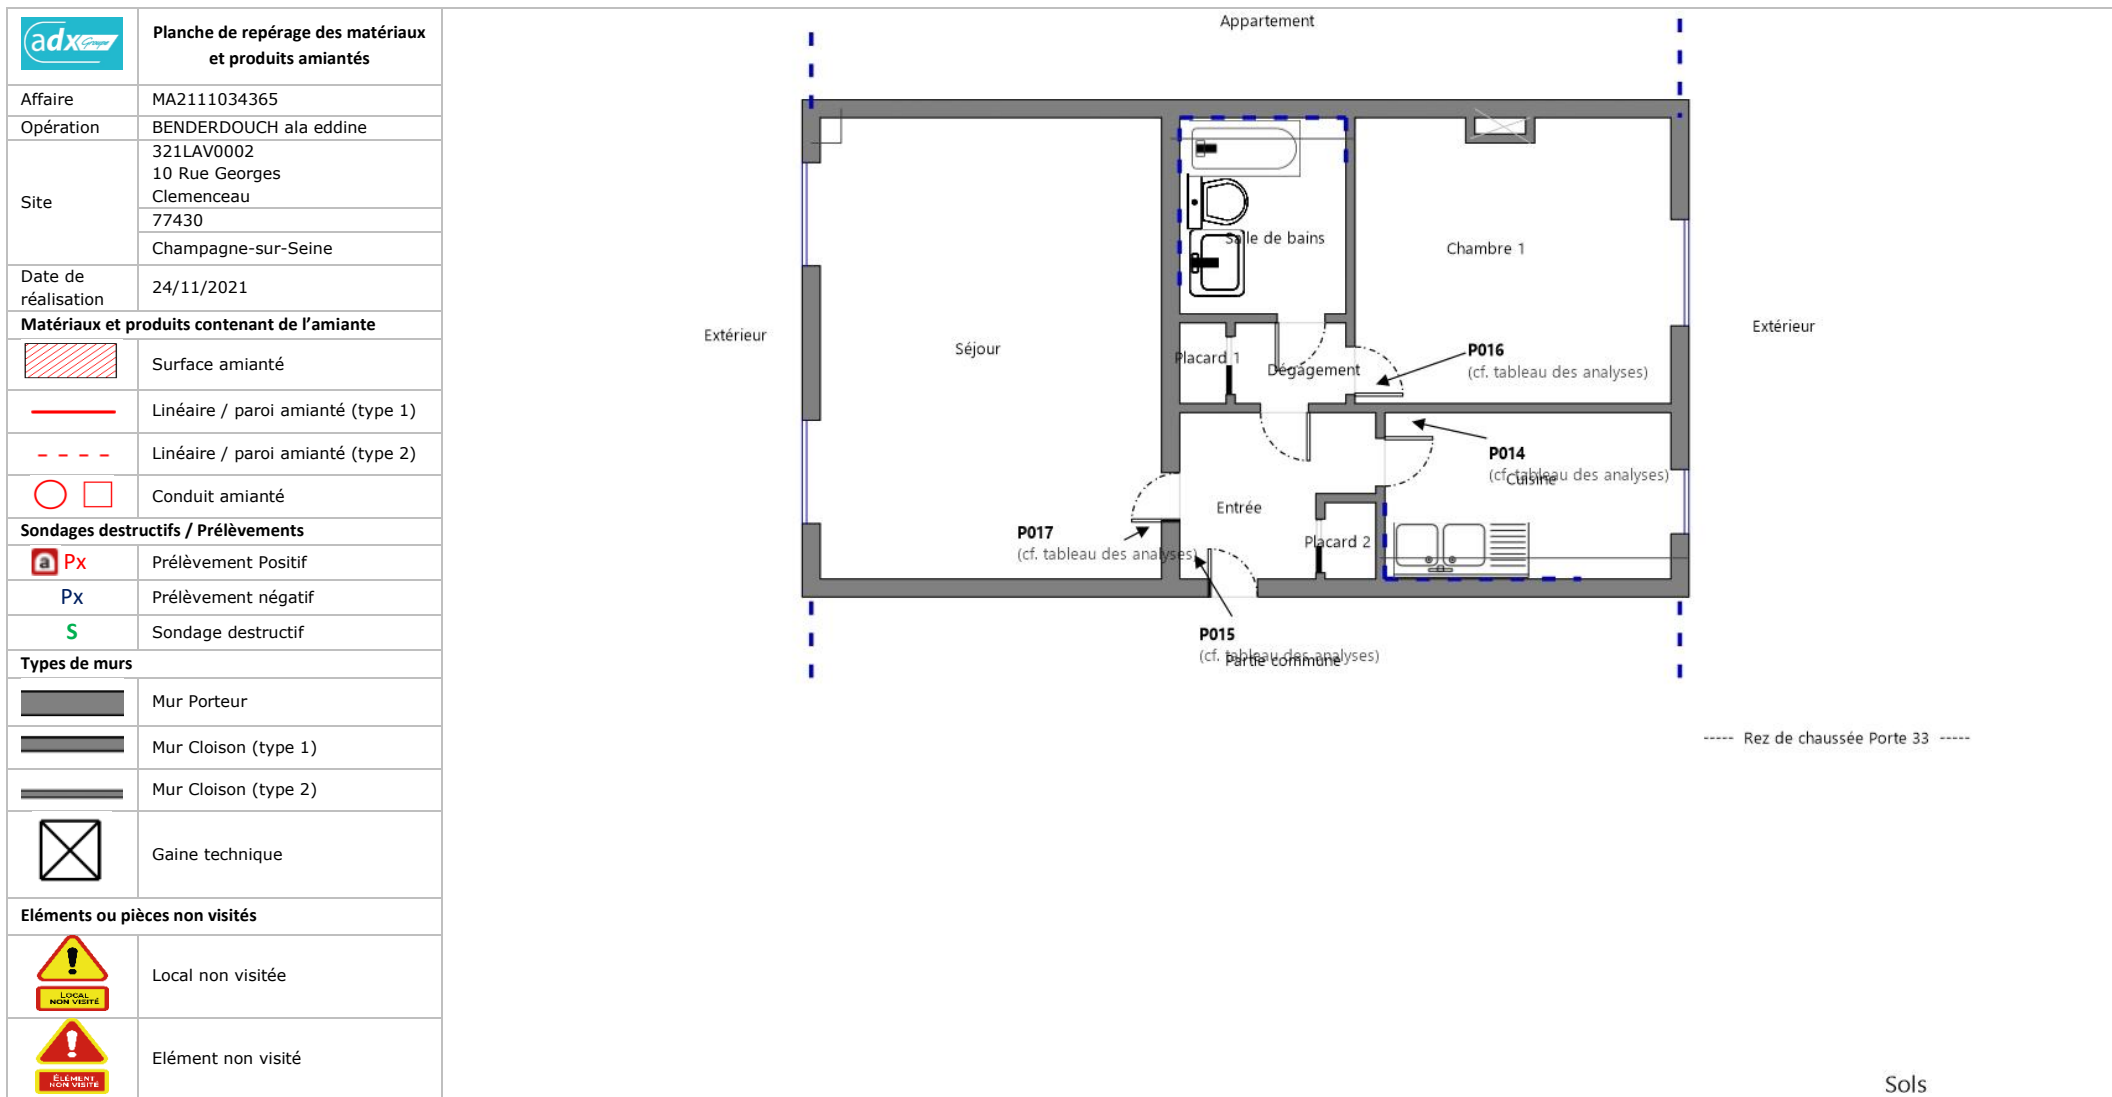 adx Groupe
Planche de repérage des matériaux
et produits amiantés
Affaire
MA2111034365
Opération
BENDERDOUCH ala eddine
Site
321LAV0002
10 Rue Georges
Clemenceau
77430
Champagne-sur-Seine
Date de
réalisation
24/11/2021
Matériaux et produits contenant de l’amiante
Surface amianté
Linéaire / paroi amianté (type 1)
Linéaire / paroi amianté (type 2)
Conduit amianté
Sondages destructifs / Prélèvements
a Px
Prélèvement Positif
Px
Prélèvement négatif
S
Sondage destructif
Types de murs
Mur Porteur
Mur Cloison (type 1)
Mur Cloison (type 2)
Gaine technique
Eléments ou pièces non visités
LOCAL
NON VISITÉ
Local non visitée
ÉLÉMENT
NON VISITÉ
Elément non visité
Appartement
Salle de bains
Chambre 1
Extérieur
Séjour
Extérieur
Placard 1
Dégagement
P016
(cf. tableau des analyses)
P014
(cf. tableau des analyses)
Cuisine
Entrée
P017
(cf. tableau des analyses)
Placard 2
P015
(cf. tableau des analyses)
Partie commune
----- Rez de chaussée Porte 33 -----
Sols